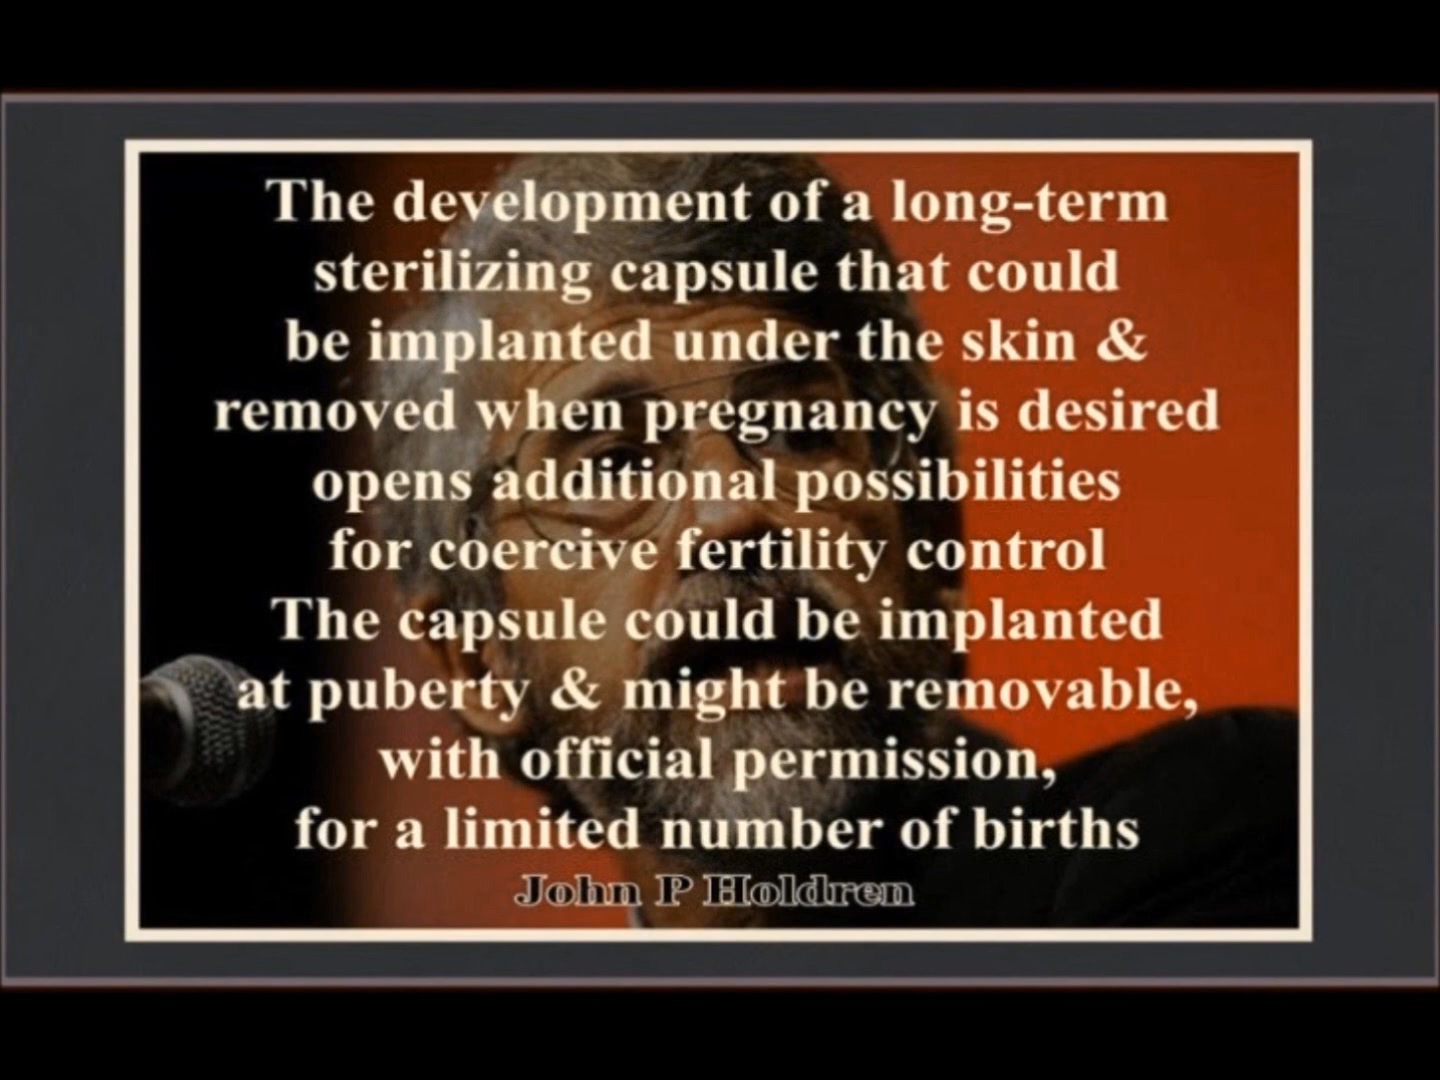 The development of a long-term
sterilizing capsule that could
be implanted under the skin &
removed when pregnancy is desired
opens additional possibilities
for coercive fertility control
The capsule could be implanted
at puberty & might be removable,
with official permission,
for a limited number of births
John P Holdren